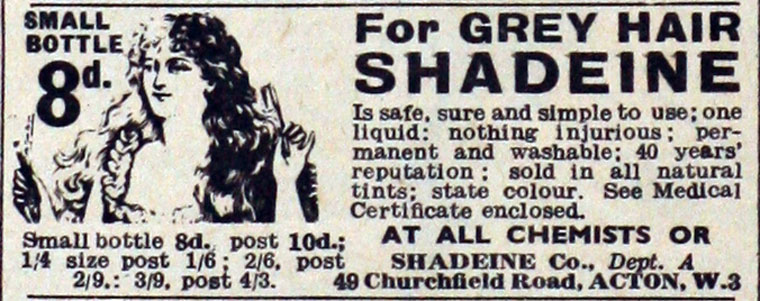 SMALL
BOTTLE
8d.
For GREY HAIR
SHADEINE
Is safe, sure and simple to use; one
liquid; nothing injurious; per-
manent and washable; 40 years'
reputation; sold in all natural
tints; state colour. See Medical
Certificate enclosed.
Small bottle 8d., post 10d.;
1/4 size post 1/6; 2/6, post
2/9.: 3/9, post 4/3.
AT ALL CHEMISTS OR
SHADEINE Co., Dept. A
49 Churchfield Road, ACTON, W.3